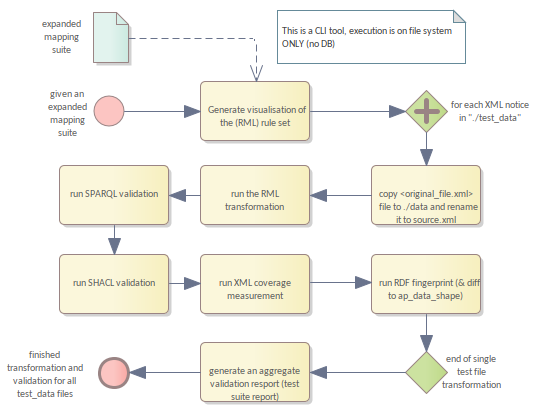 expanded
mapping
suite
This is a CLI tool, execution is on file system
ONLY (no DB)
given an
expanded
mapping
suite
Generate visualisation of
the (RML) rule set
for each XML notice
in "./test_data"
run SPARQL validation
run the RML
transformation
copy <original_file.xml>
file to ./data and rename
it to source.xml
run SHACL validation
run XML coverage
measurement
run RDF fingerprint (& diff
to ap_data_shape)
finished
transformation and
validation for all
test_data files
generate an aggregate
validation resport (test
suite report)
end of single
test file
transformation